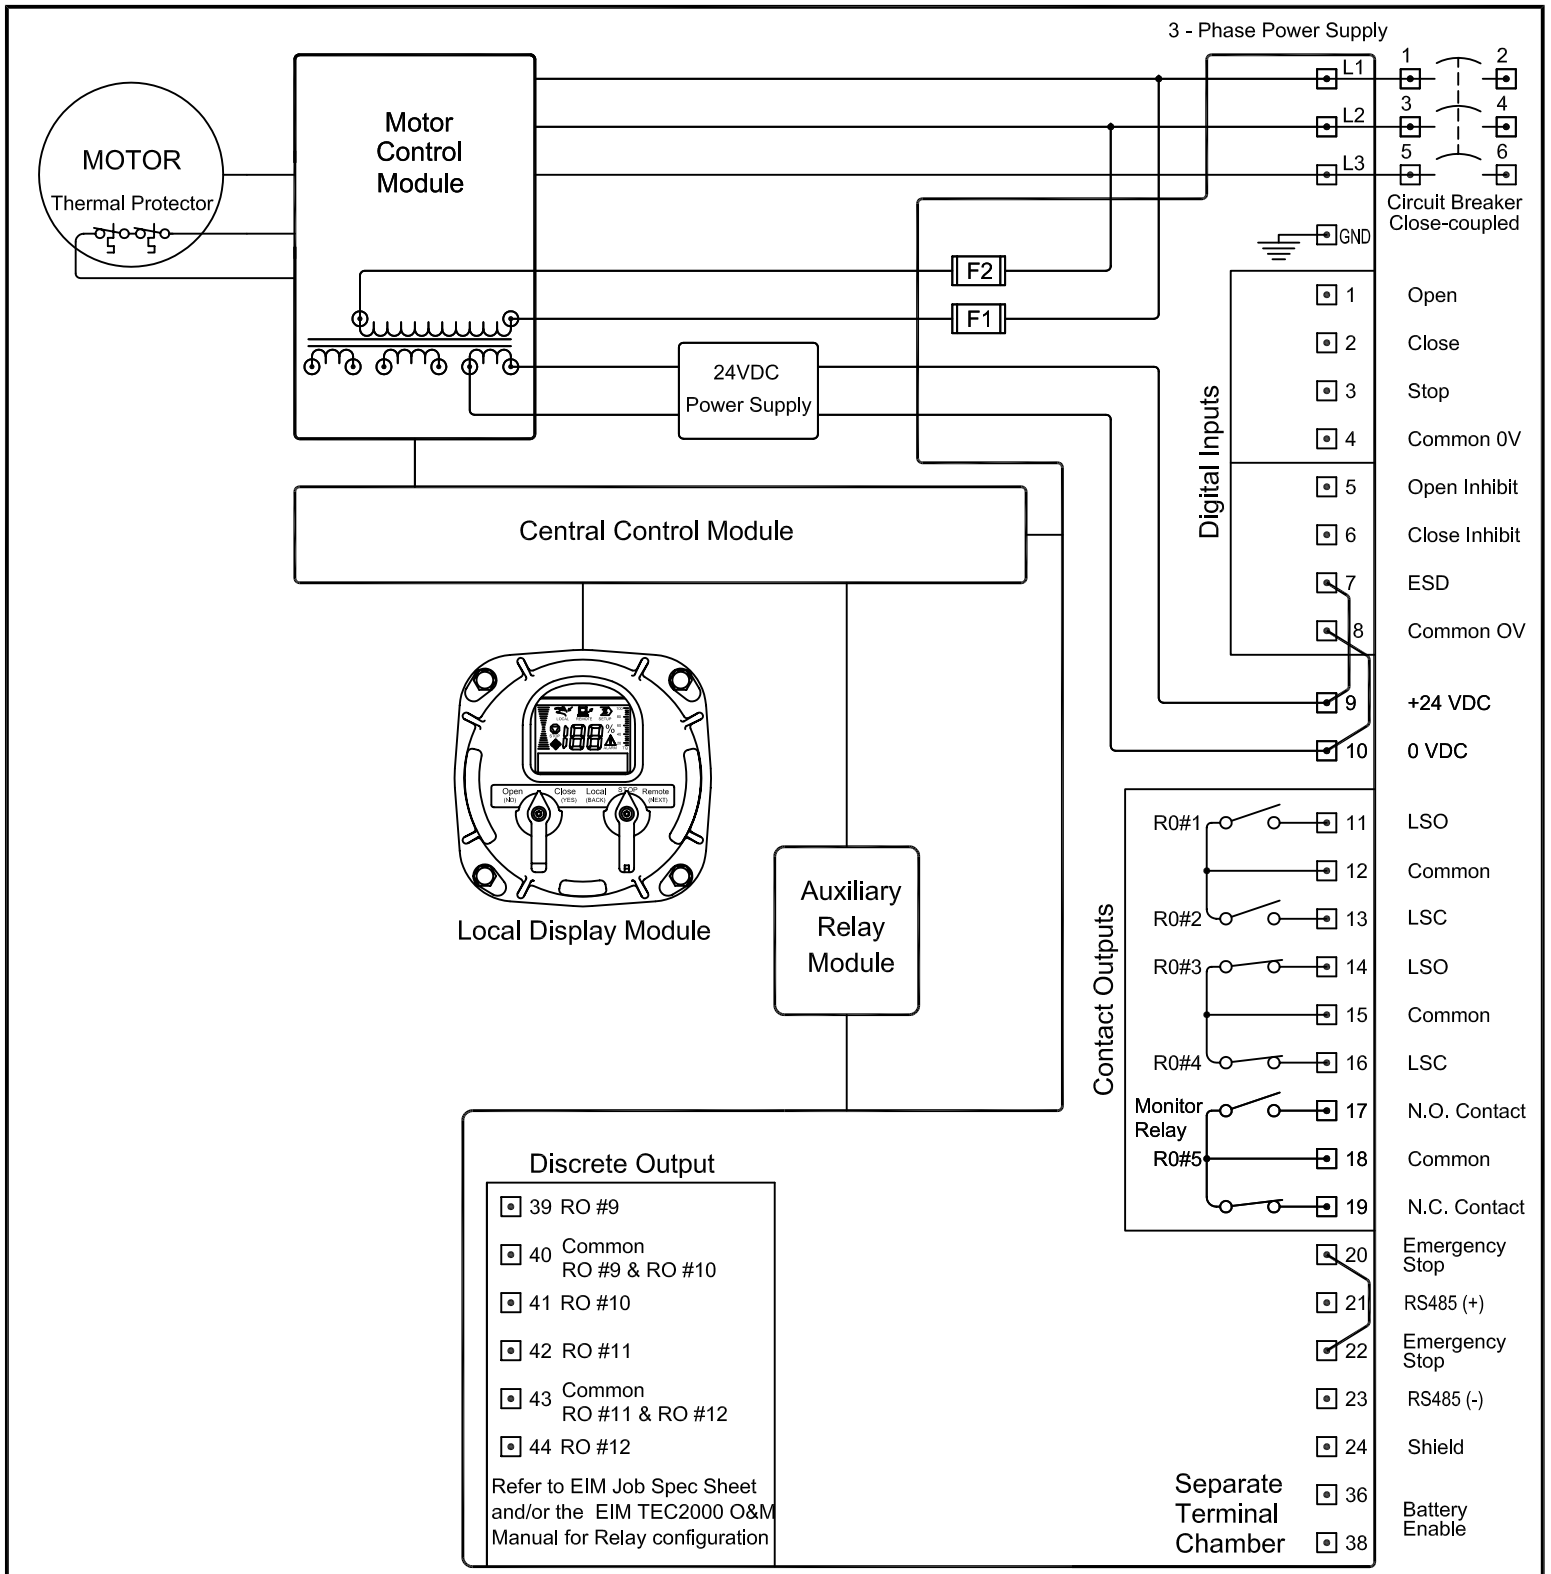 3 - Phase Power Supply
L1 1 2
L2 3 4
L3 5 6
Circuit Breaker
Close-coupled
GND
MOTOR
Thermal Protector
Motor
Control
Module
F2
F1
24VDC
Power Supply
Digital Inputs
1 Open
2 Close
3 Stop
4 Common 0V
5 Open Inhibit
6 Close Inhibit
7 ESD
8 Common OV
9 +24 VDC
10 0 VDC
Central Control Module
LOCAL REMOTE SETUP
188 %
Open (NO)
Close (YES)
Local (BACK)
STOP
Remote (NEXT)
Local Display Module
Auxiliary
Relay
Module
Contact Outputs
R0#1 11 LSO
12 Common
R0#2 13 LSC
R0#3 14 LSO
15 Common
R0#4 16 LSC
Monitor
Relay
17 N.O. Contact
R0#5 18 Common
19 N.C. Contact
20 Emergency
Stop
21 RS485 (+)
22 Emergency
Stop
23 RS485 (-)
24 Shield
36
38
Battery
Enable
Separate
Terminal
Chamber
Discrete Output
39 RO #9
40 Common
RO #9 & RO #10
41 RO #10
42 RO #11
43 Common
RO #11 & RO #12
44 RO #12
Refer to EIM Job Spec Sheet
and/or the EIM TEC2000 O&M
Manual for Relay configuration